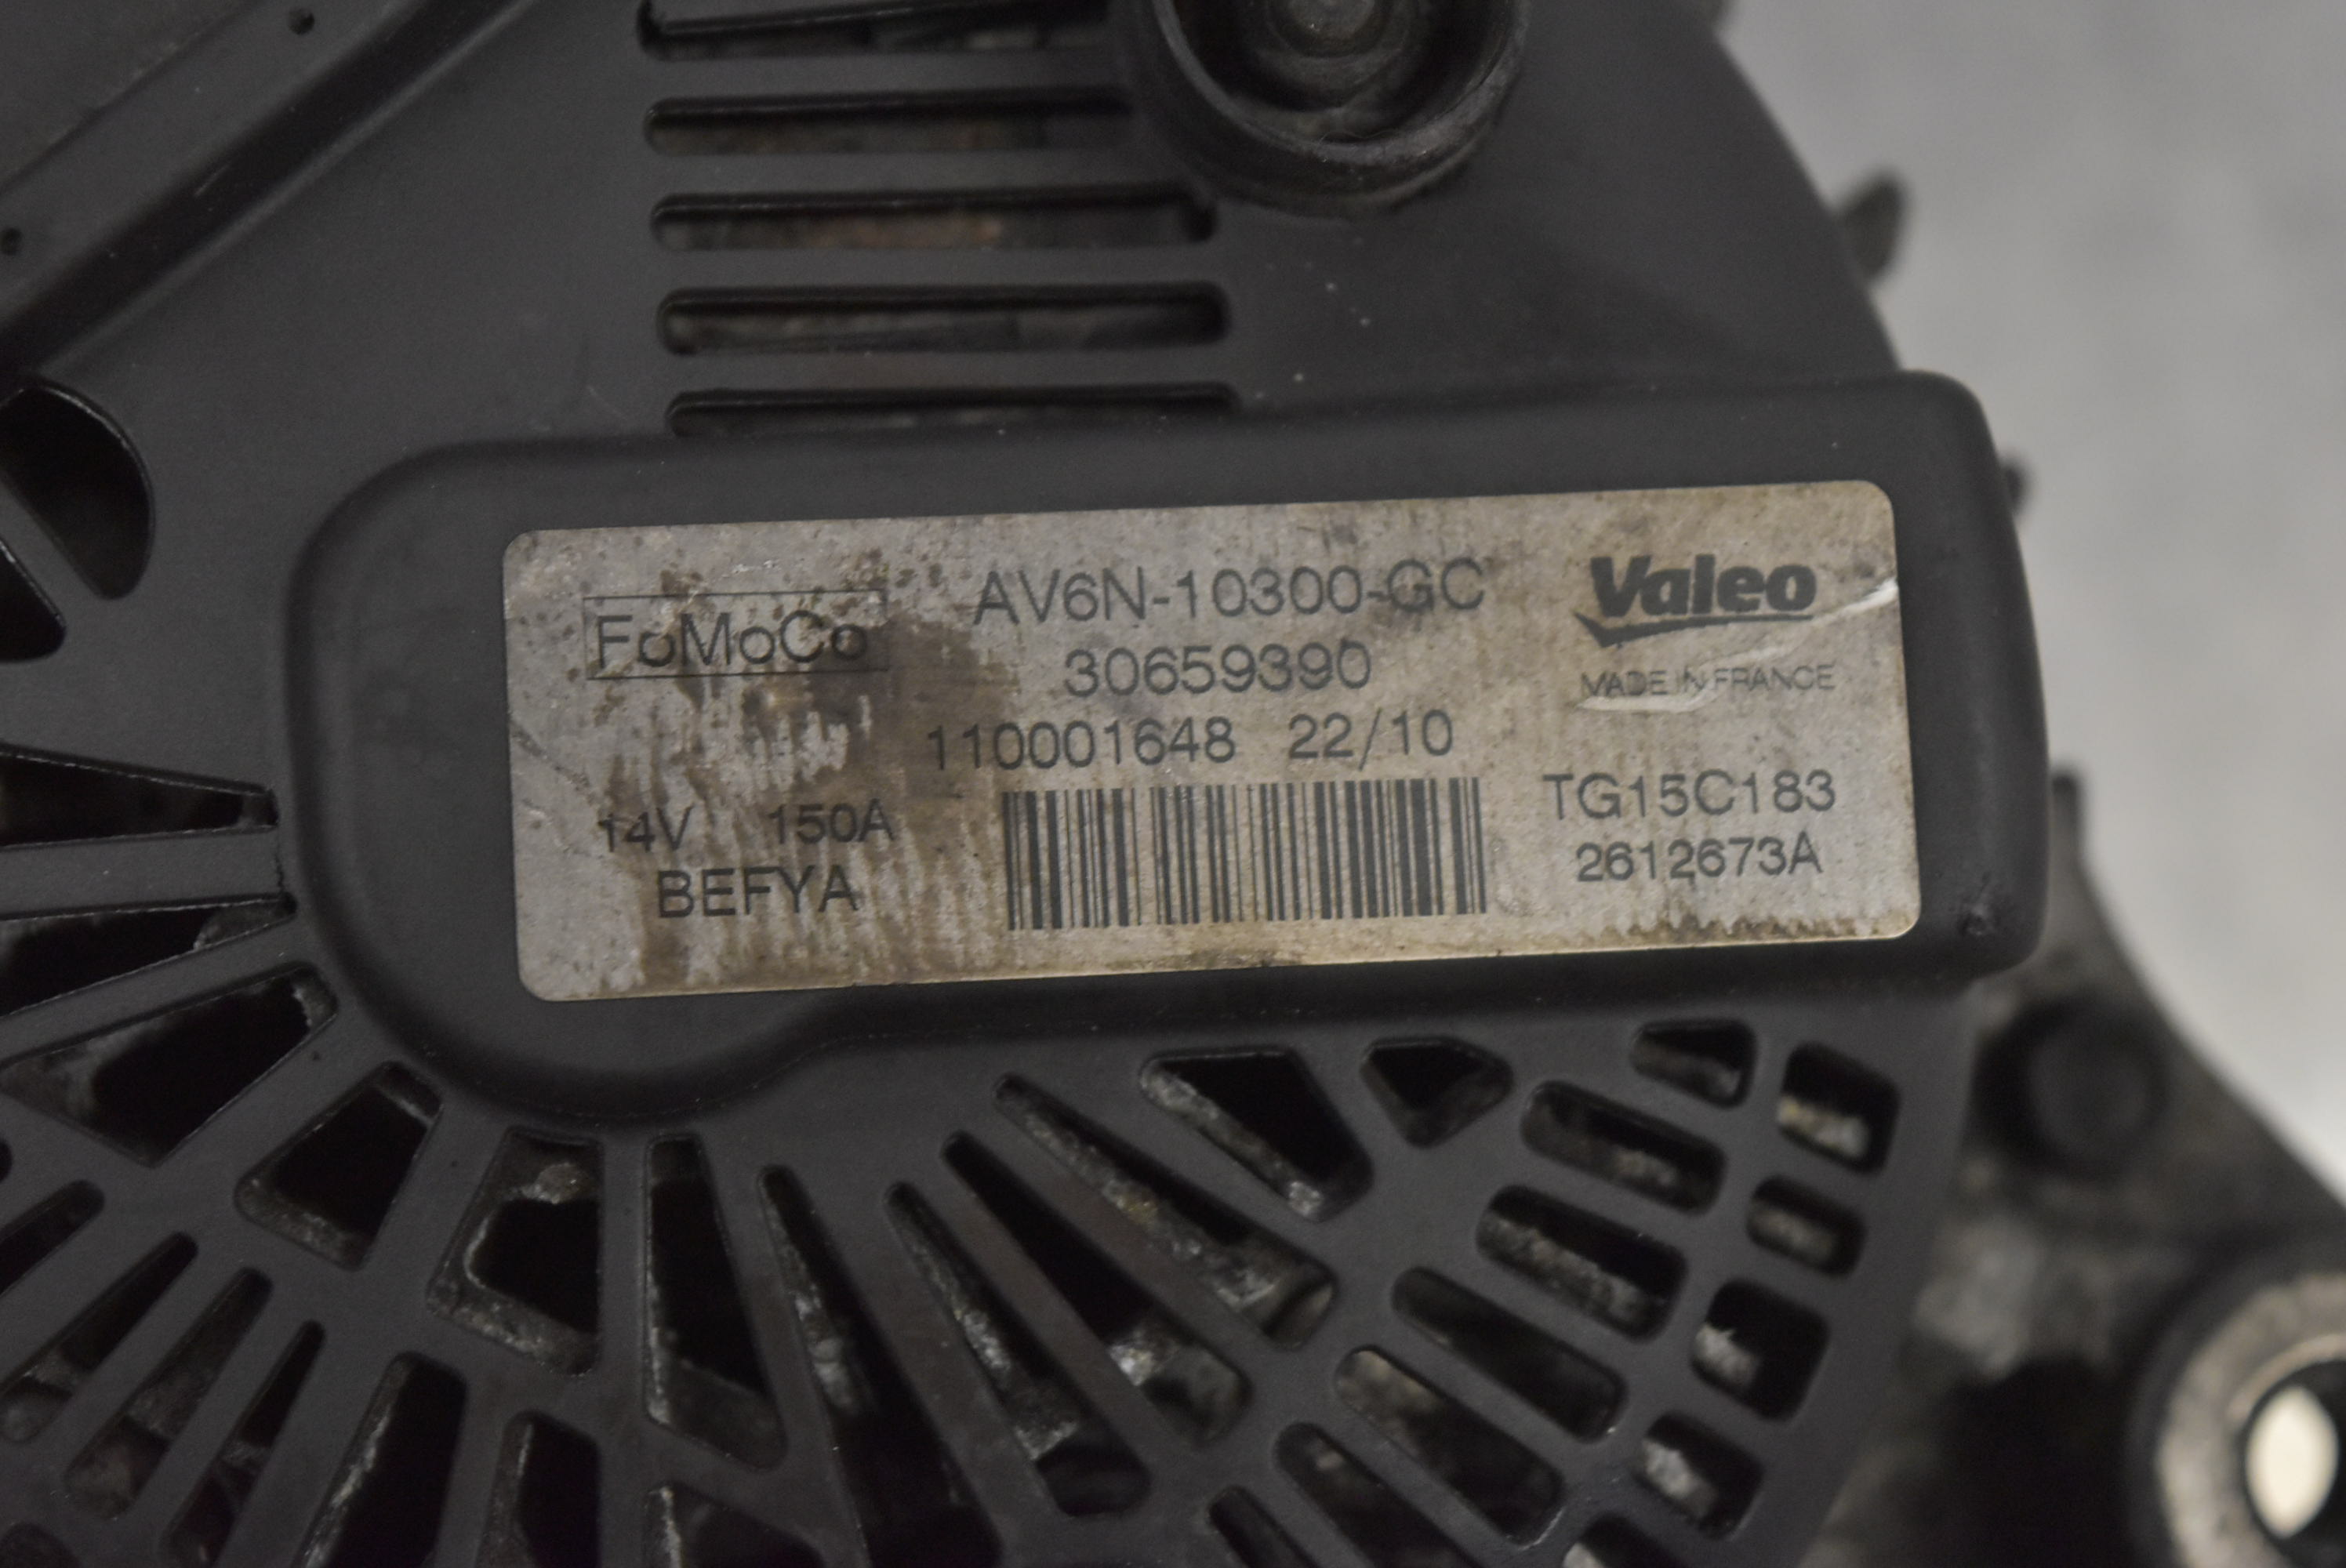 FoMoCo
AV6N-10300-GC
30659390
110001648 22/10
Valeo
MADE IN FRANCE
14V 150A
BEFYA
TG15C183
2612673A